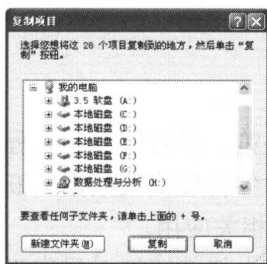 复制项目
选择您想将这 28 个项目复制到的地方，然后单击“复
制”按钮。
我的电脑
3.5 软盘 (A:)
本地磁盘 (C:)
本地磁盘 (D:)
本地磁盘 (E:)
本地磁盘 (F:)
本地磁盘 (G:)
数据处理与分析 (H:)
要查看任何子文件夹，请单击上面的 + 号。
新建文件夹(M)
复制
取消